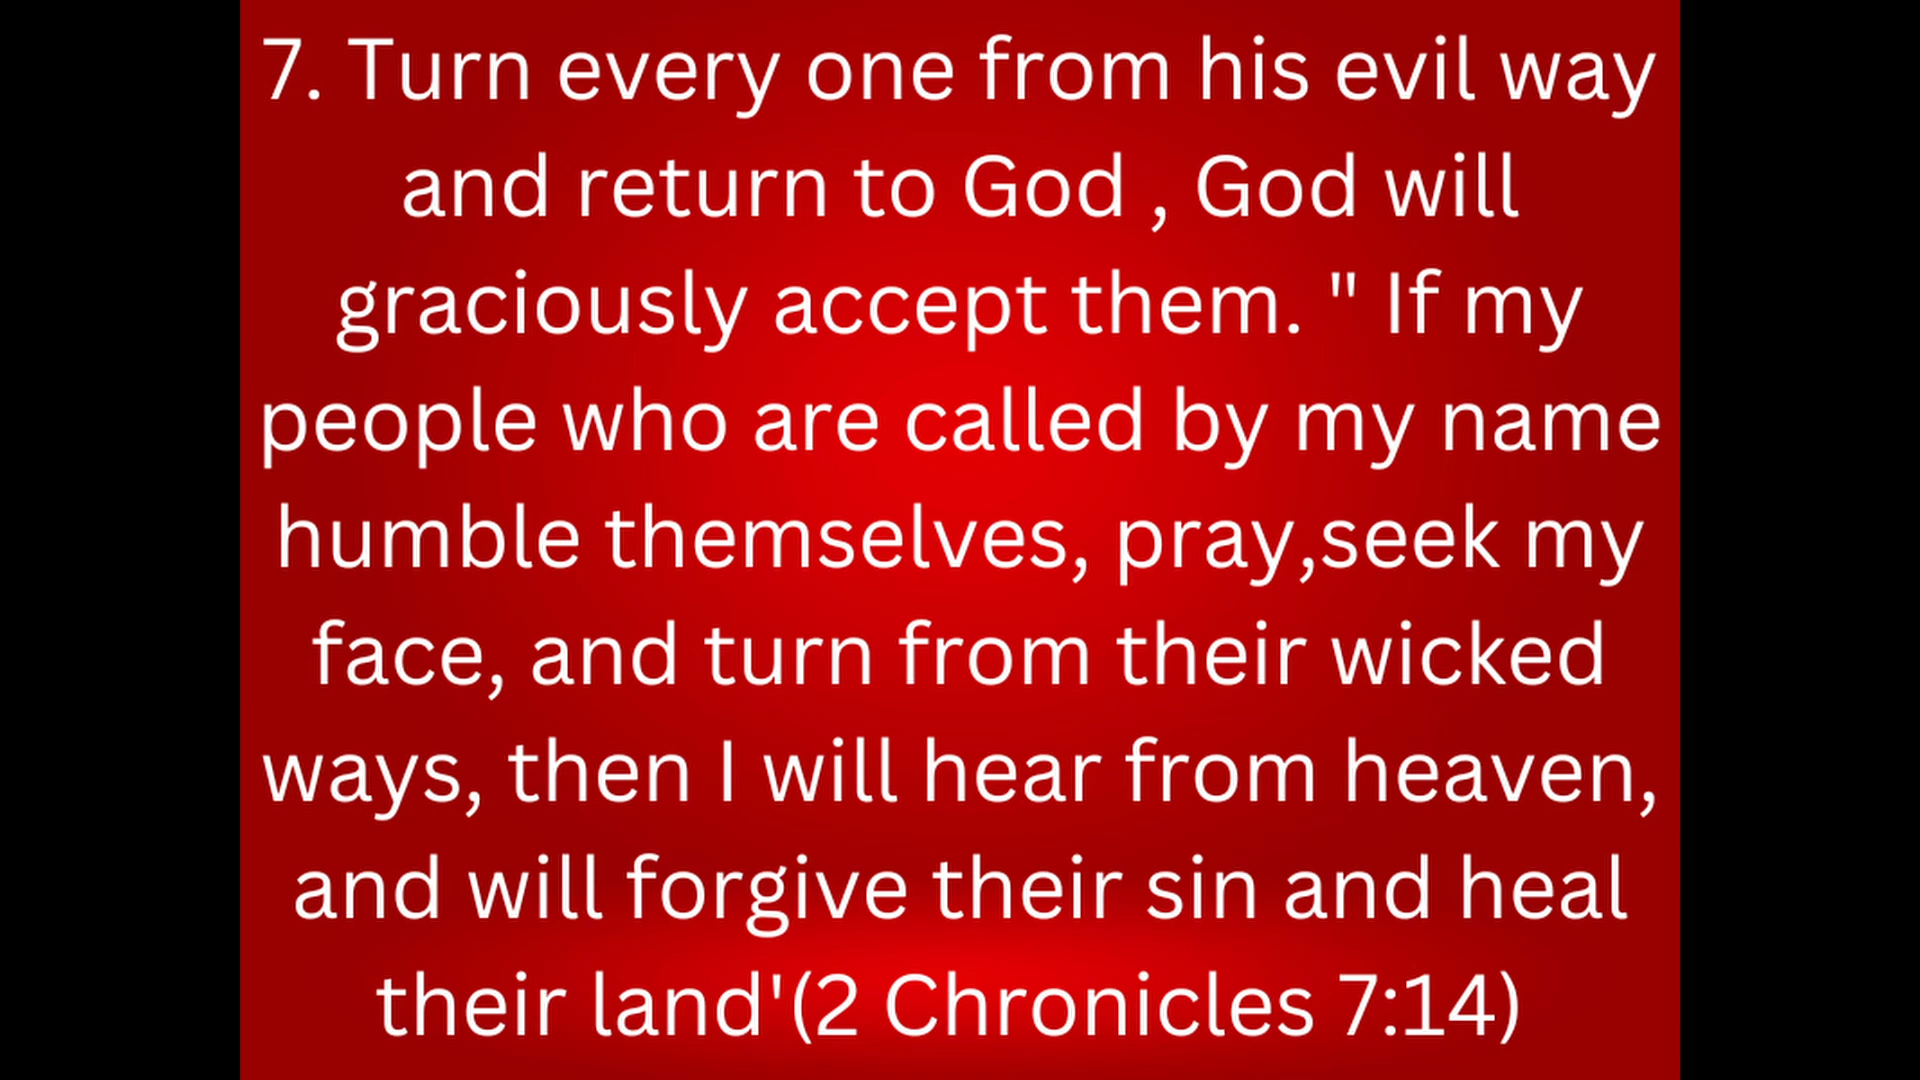 7. Turn every one from his evil way
and return to God , God will
graciously accept them. " If my
people who are called by my name
humble themselves, pray,seek my
face, and turn from their wicked
ways, then I will hear from heaven,
and will forgive their sin and heal
their land'(2 Chronicles 7:14)